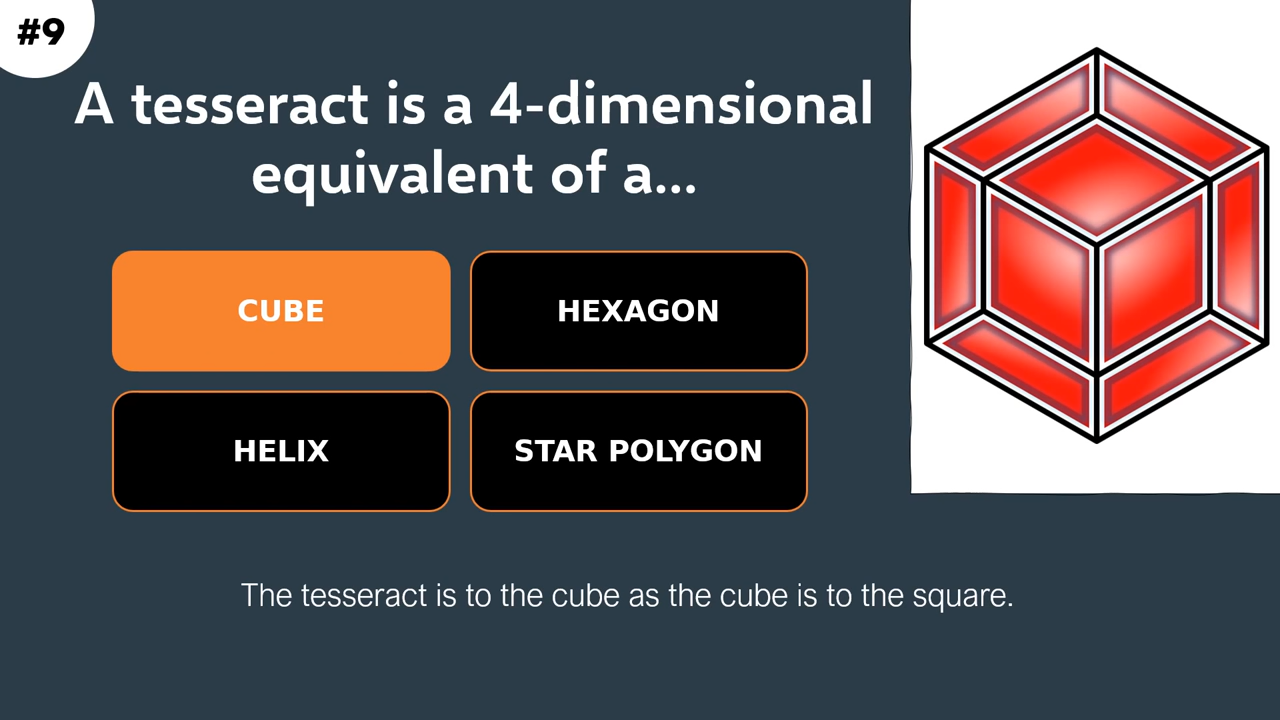 #9
A tesseract is a 4-dimensional
equivalent of a...
CUBE
HEXAGON
HELIX
STAR POLYGON
The tesseract is to the cube as the cube is to the square.